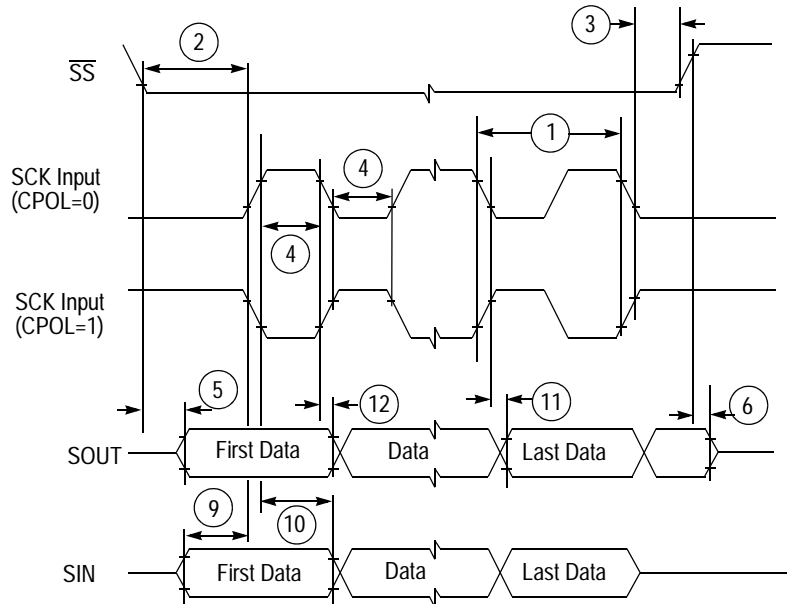 2
3
SS
1
SCK Input
(CPOL=0)
4
4
SCK Input
(CPOL=1)
5
12
11
6
SOUT
First Data
Data
Last Data
9
10
SIN
First Data
Data
Last Data